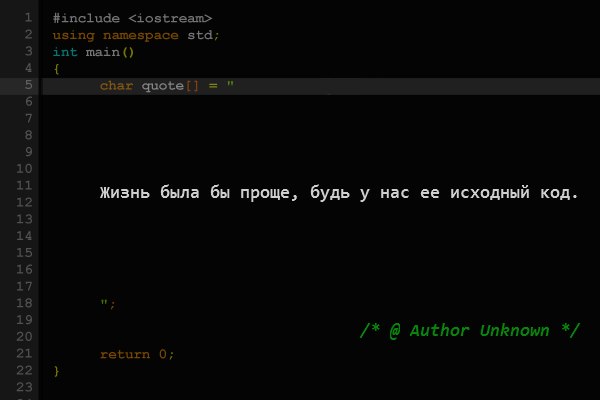 1 #include <iostream>
2 using namespace std;
3 int main()
4 {
5 char quote[] = "
6
7
8
9
10
11 Жизнь была бы проще, будь у нас ее исходный код.
12
13
14
15
16
17
18 ";
19
20 /* @ Author Unknown */
21 return 0;
22 }
23